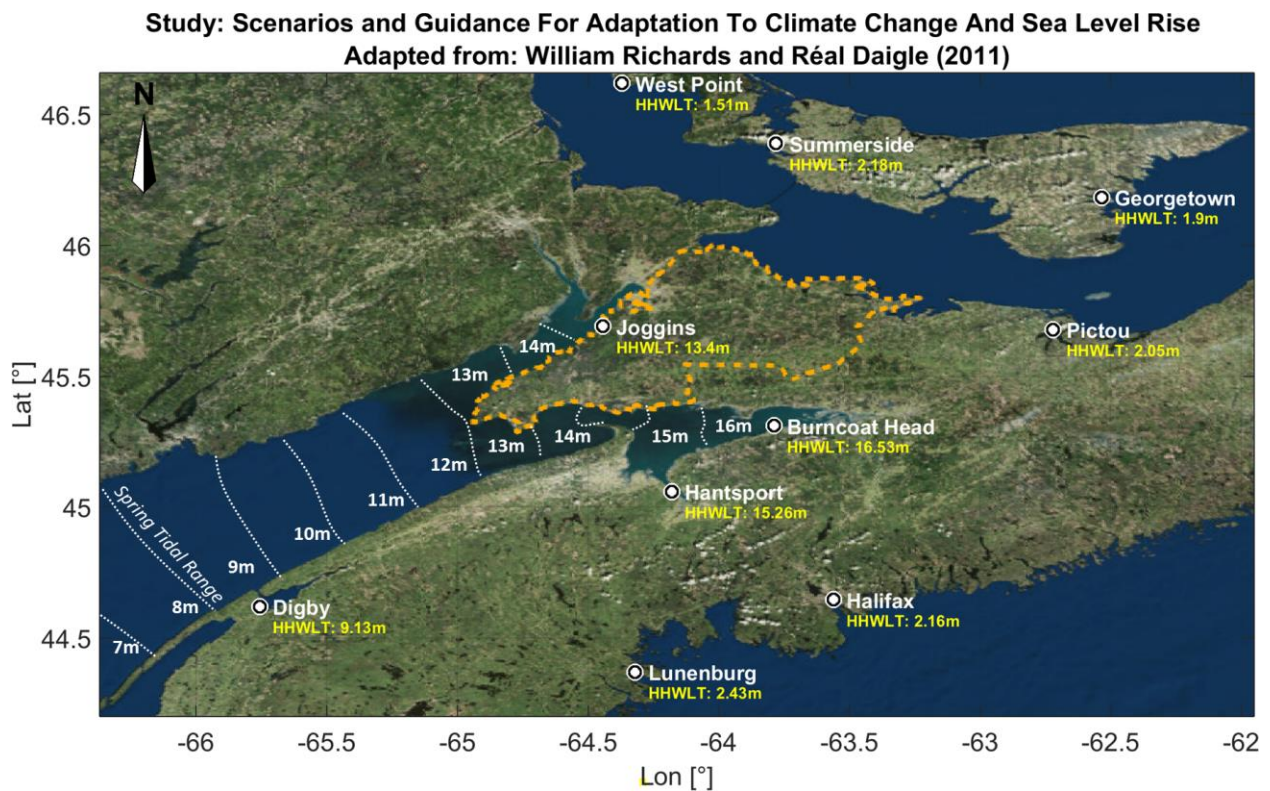 Study: Scenarios and Guidance For Adaptation To Climate Change And Sea Level Rise
Adapted from: William Richards and Réal Daigle (2011)
N
West Point
HHWLT: 1.51m
Summerside
HHWLT: 2.18m
Georgetown
HHWLT: 1.9m
Joggins
HHWLT: 13.4m
Pictou
HHWLT: 2.05m
14m
13m
12m
11m
10m
9m
8m
7m
Spring Tidal Range
13m
14m
15m
16m
Burncoat Head
HHWLT: 16.53m
Hantsport
HHWLT: 15.26m
Digby
HHWLT: 9.13m
Halifax
HHWLT: 2.16m
Lunenburg
HHWLT: 2.43m
46.5
46
45.5
45
44.5
Lat [°]
-66 -65.5 -65 -64.5 -64 -63.5 -63 -62.5 -62
Lon [°]